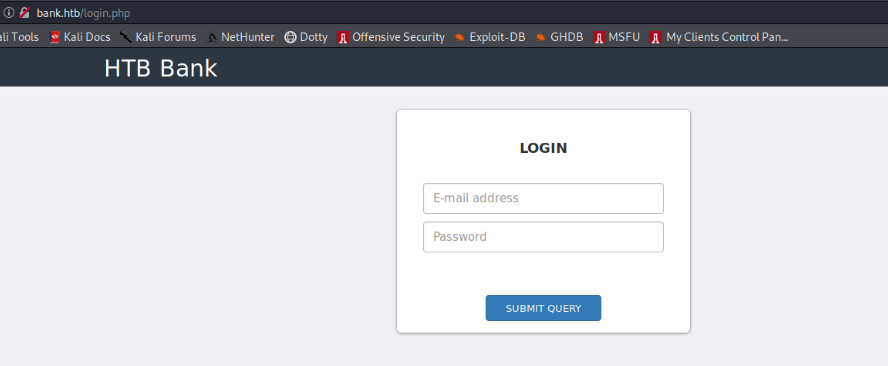 bank.htb/login.php
ali Tools Kali Docs Kali Forums NetHunter Dotty Offensive Security Exploit-DB GHDB MSFU My Clients Control Pan...
HTB Bank
LOGIN
E-mail address
Password
SUBMIT QUERY